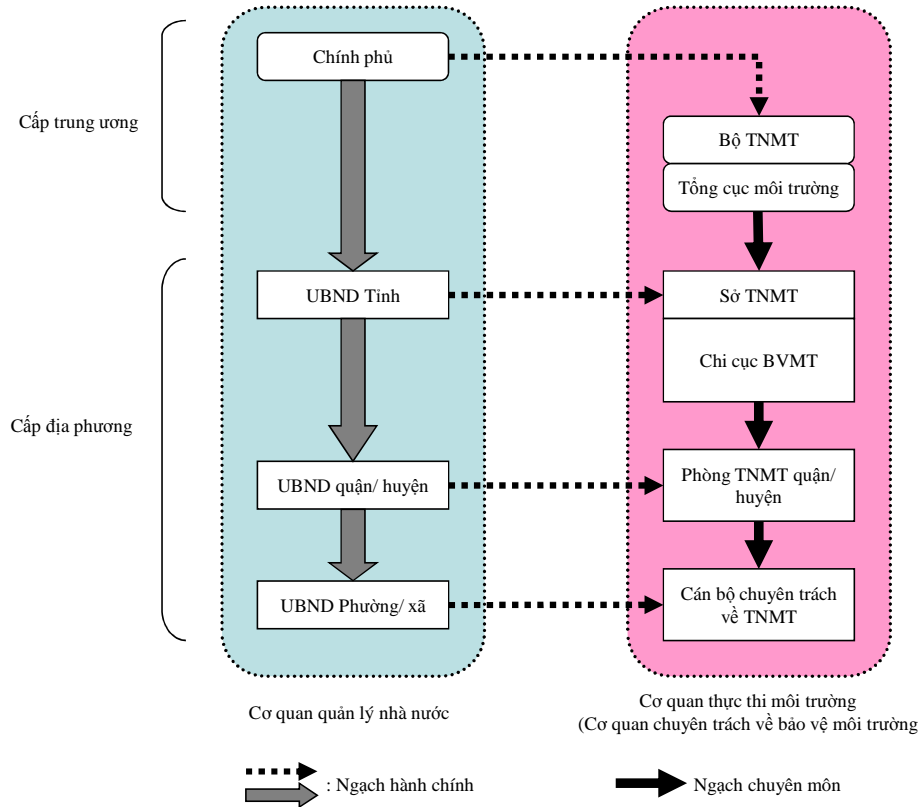 Chính phủ
Cấp trung ương
Bộ TNMT
Tổng cục môi trường
UBND Tỉnh
Sở TNMT
Chi cục BVMT
Cấp địa phương
UBND quận/ huyện
Phòng TNMT quận/
huyện
UBND Phường/ xã
Cán bộ chuyên trách
về TNMT
Cơ quan quản lý nhà nước
Cơ quan thực thi môi trường
(Cơ quan chuyên trách về bảo vệ môi trường
: Ngạch hành chính
Ngạch chuyên môn